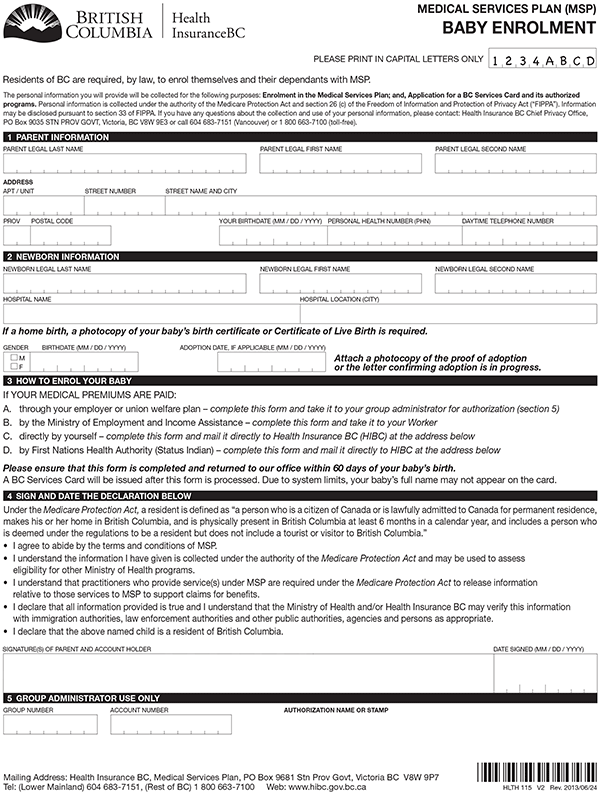 BRITISH
COLUMBIA
Health
InsuranceBC
MEDICAL SERVICES PLAN (MSP)
BABY ENROLMENT
PLEASE PRINT IN CAPITAL LETTERS ONLY 1 2 3 4 A B C D
Residents of BC are required, by law, to enrol themselves and their dependants with MSP.
The personal information you will provide will be collected for the following purposes: Enrolment in the Medical Services Plan; and, Application for a BC Services Card and its authorized
programs. Personal information is collected under the authority of the Medicare Protection Act and section 26 (c) of the Freedom of Information and Protection of Privacy Act ("FIPPA"). Information
may be disclosed pursuant to section 33 of FIPPA. If you have any questions about the collection and use of your personal information, please contact: Health Insurance BC Chief Privacy Office,
PO Box 9035 STN PROV GOVT, Victoria, BC V8W 9E3 or call 604 683-7151 (Vancouver) or 1 800 663-7100 (toll-free).
1 PARENT INFORMATION
PARENT LEGAL LAST NAME PARENT LEGAL FIRST NAME PARENT LEGAL SECOND NAME
ADDRESS
APT / UNIT STREET NUMBER STREET NAME AND CITY
PROV POSTAL CODE YOUR BIRTHDATE (MM / DD / YYYY) PERSONAL HEALTH NUMBER (PHN) DAYTIME TELEPHONE NUMBER
2 NEWBORN INFORMATION
NEWBORN LEGAL LAST NAME NEWBORN LEGAL FIRST NAME NEWBORN LEGAL SECOND NAME
HOSPITAL NAME HOSPITAL LOCATION (CITY)
If a home birth, a photocopy of your baby's birth certificate or Certificate of Live Birth is required.
GENDER BIRTHDATE (MM / DD / YYYY) ADOPTION DATE, IF APPLICABLE (MM / DD / YYYY)
M
F
Attach a photocopy of the proof of adoption
or the letter confirming adoption is in progress.
3 HOW TO ENROL YOUR BABY
If YOUR MEDICAL PREMIUMS ARE PAID:
A. through your employer or union welfare plan – complete this form and take it to your group administrator for authorization (section 5)
B. by the Ministry of Employment and Income Assistance – complete this form and take it to your Worker
C. directly by yourself – complete this form and mail it directly to Health Insurance BC (HIBC) at the address below
D. by First Nations Health Authority (Status Indian) – complete this form and mail it directly to HIBC at the address below
Please ensure that this form is completed and returned to our office within 60 days of your baby's birth.
A BC Services Card will be issued after this form is processed. Due to system limits, your baby's full name may not appear on the card.
4 SIGN AND DATE THE DECLARATION BELOW
Under the Medicare Protection Act, a resident is defined as "a person who is a citizen of Canada or is lawfully admitted to Canada for permanent residence,
makes his or her home in British Columbia, and is physically present in British Columbia at least 6 months in a calendar year, and includes a person who
is deemed under the regulations to be a resident but does not include a tourist or visitor to British Columbia."
• I agree to abide by the terms and conditions of MSP.
• I understand the information I have given is collected under the authority of the Medicare Protection Act and may be used to assess
eligibility for other Ministry of Health programs.
• I understand that practitioners who provide service(s) under MSP are required under the Medicare Protection Act to release information
relative to those services to MSP to support claims for benefits.
• I declare that all information provided is true and I understand that the Ministry of Health and/or Health Insurance BC may verify this information
with immigration authorities, law enforcement authorities and other public authorities, agencies and persons as appropriate.
• I declare that the above named child is a resident of British Columbia.
SIGNATURE(S) OF PARENT AND ACCOUNT HOLDER DATE SIGNED (MM / DD / YYYY)
5 GROUP ADMINISTRATOR USE ONLY
GROUP NUMBER ACCOUNT NUMBER AUTHORIZATION NAME OR STAMP
Mailing Address: Health Insurance BC, Medical Services Plan, PO Box 9681 Stn Prov Govt, Victoria BC V8W 9P7
Tel: (Lower Mainland) 604 683-7151, (Rest of BC) 1 800 663-7100 Web: www.hibc.gov.bc.ca
HLTH 115 V2 Rev. 2013/06/24